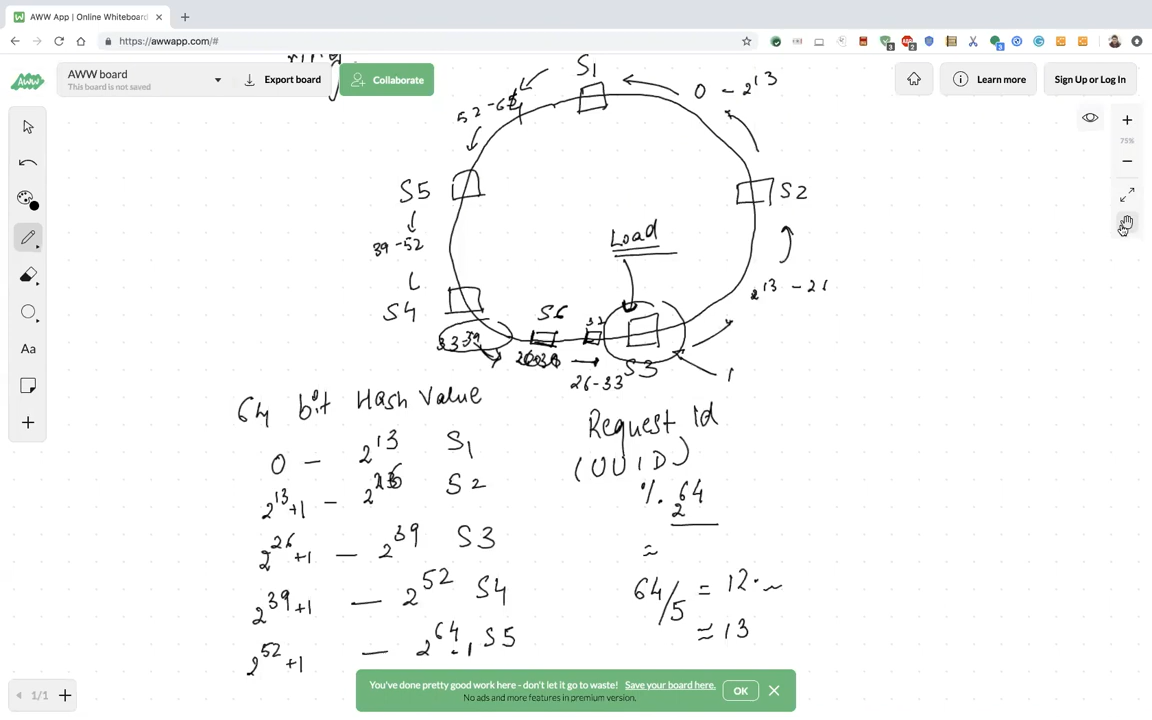 AWW App | Online Whiteboard
https://awwapp.com/#
AWW board
This board is not saved
Export board
Collaborate
Learn more
Sign Up or Log In
75%
Aa
S1
0 - 2^13
S5
S2
39-52
Load
2^13 - 26
S4
S6
32
33-39
S3
26-33
64 bit Hash Value
0 - 2^13 S1
2^13+1 - S2
2^26+1 - 2^39 S3
2^39+1 - 2^52 S4
2^52+1 - 2^64-1 S5
Request Id
(UUID)
% 2^64
≈
64/5 = 12.~
≈ 13
You've done pretty good work here - don't let it go to waste! Save your board here.
No ads and more features in premium version.
OK
1/1